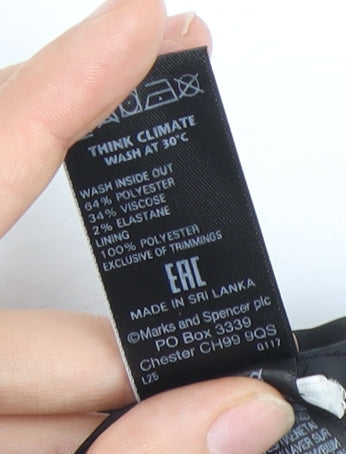 THINK CLIMATE
WASH AT 30°C
WASH INSIDE OUT
64% POLYESTER
34% VISCOSE
2% ELASTANE
LINING
100% POLYESTER
EXCLUSIVE OF TRIMMINGS
EAC
MADE IN SRI LANKA
©Marks and Spencer plc
PO Box 3339
Chester CH99 9QS
L25 0117